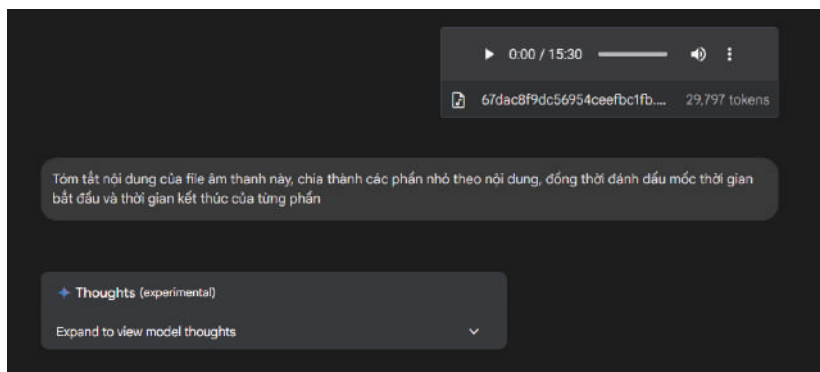 0:00 / 15:30
67dac8f9dc56954ceefbc1fb.... 29,797 tokens
Tóm tắt nội dung của file âm thanh này, chia thành các phần nhỏ theo nội dung, đồng thời đánh dấu mốc thời gian
bắt đầu và thời gian kết thúc của từng phần
Thoughts (experimental)
Expand to view model thoughts